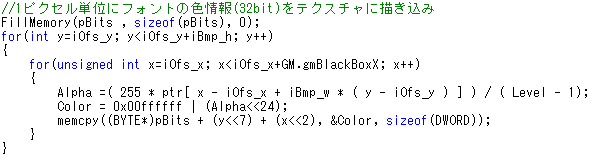 //1ピクセル単位にフォントの色情報(32bit)をテクスチャに描き込み
FillMemory(pBits , sizeof(pBits), 0);
for(int y=iOfs_y; y<iOfs_y+iBmp_h; y++)
{
for(unsigned int x=iOfs_x; x<iOfs_x+GM.gmBlackBoxX; x++)
{
Alpha =( 255 * ptr[ x - iOfs_x + iBmp_w * ( y - iOfs_y ) ] ) / ( Level - 1);
Color = 0x00ffffff | (Alpha<<24);
memcpy((BYTE*)pBits + (y<<7) + (x<<2), &Color, sizeof(DWORD));
}
}